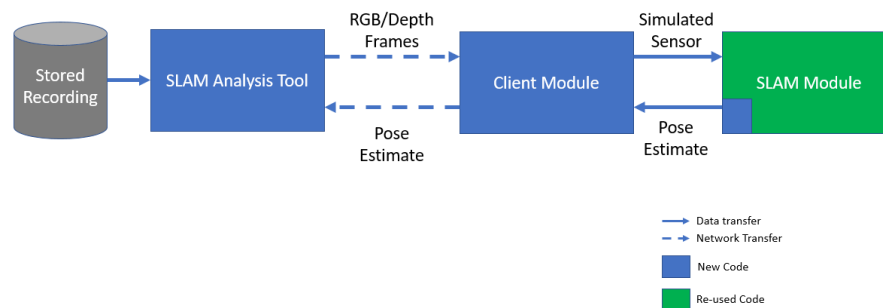 RGB/Depth
Frames
Simulated
Sensor
Stored
Recording
SLAM Analysis Tool
Client Module
SLAM Module
Pose
Estimate
Pose
Estimate
Data transfer
Network Transfer
New Code
Re-used Code